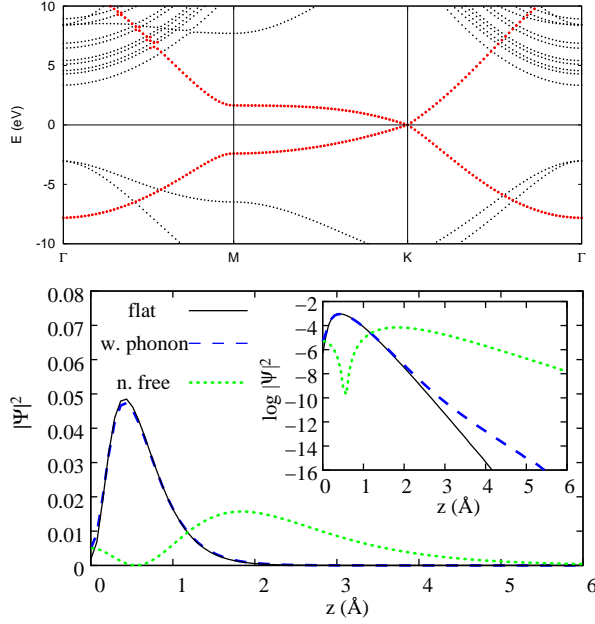 10
5
0
-5
-10
E (eV)
Γ M K Γ
0.08
0.07
0.06
0.05
0.04
0.03
0.02
0.01
0
|Ψ|²
flat
w. phonon
n. free
0 1 2 3 4 5 6
z (Å)
−2
−4
−6
−8
−10
−12
−14
−16
log |Ψ|²
0 1 2 3 4 5 6
z (Å)